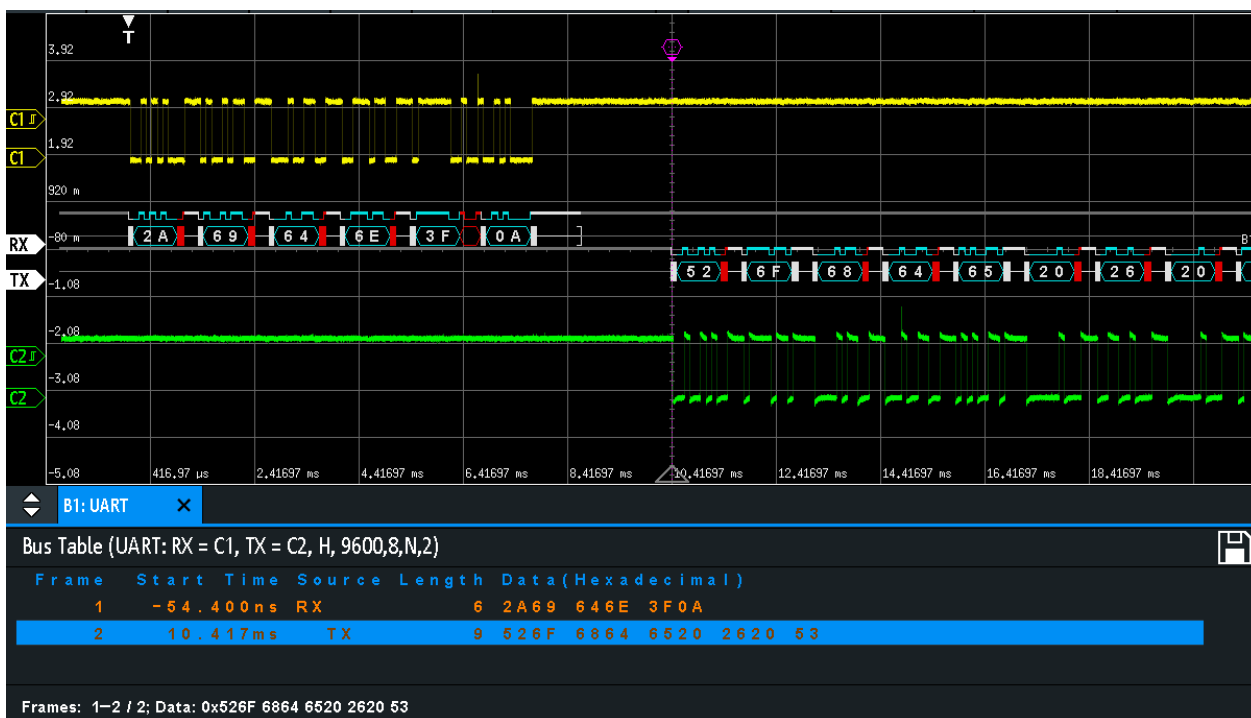 T
3.92
2.92
C1
1.92
C1
920 m
RX
-80 m
2A 69 64 6E 3F 0A
TX
-1.08
52 6F 68 64 65 20 26 20
-2.08
C2
-3.08
C2
-4.08
-5.08
416.97 µs 2.41697 ms 4.41697 ms 6.41697 ms 8.41697 ms 10.41697 ms 12.41697 ms 14.41697 ms 16.41697 ms 18.41697 ms
B1: UART ×
Bus Table (UART: RX = C1, TX = C2, H, 9600,8,N,2)
Frame Start Time Source Length Data(Hexadecimal)
1 -54.400ns RX 6 2A69 646E 3F0A
2 10.417ms TX 9 526F 6864 6520 2620 53
Frames: 1-2 / 2; Data: 0x526F 6864 6520 2620 53